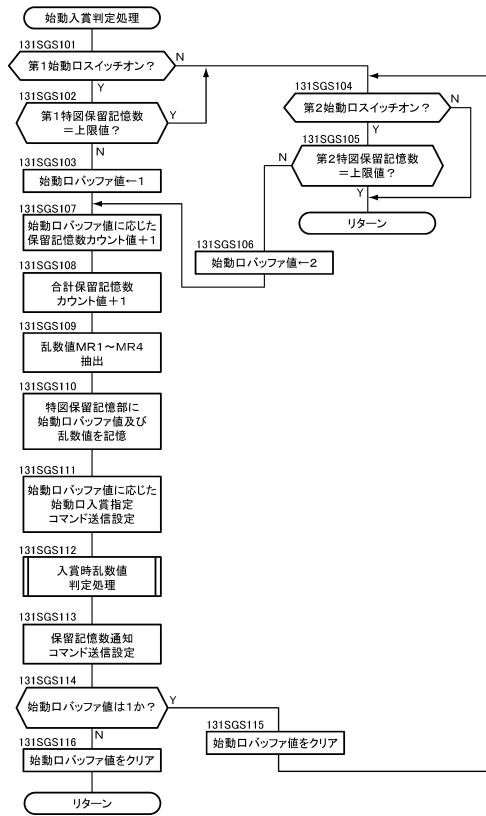 始動入賞判定処理
131SGS101
第1始動口スイッチオン？
N
Y
131SGS102
第1特図保留記憶数
＝上限値？
Y
N
131SGS103
始動口バッファ値←1
131SGS104
第2始動口スイッチオン？
N
Y
131SGS105
第2特図保留記憶数
＝上限値？
N
Y
リターン
131SGS106
始動口バッファ値←2
131SGS107
始動口バッファ値に応じた
保留記憶数カウント値＋1
131SGS108
合計保留記憶数
カウント値＋1
131SGS109
乱数値MR1～MR4
抽出
131SGS110
特図保留記憶部に
始動口バッファ値及び
乱数値を記憶
131SGS111
始動口バッファ値に応じた
始動口入賞指定
コマンド送信設定
131SGS112
入賞時乱数値
判定処理
131SGS113
保留記憶数通知
コマンド送信設定
131SGS114
始動口バッファ値は1か？
Y
N
131SGS115
始動口バッファ値をクリア
131SGS116
始動口バッファ値をクリア
リターン